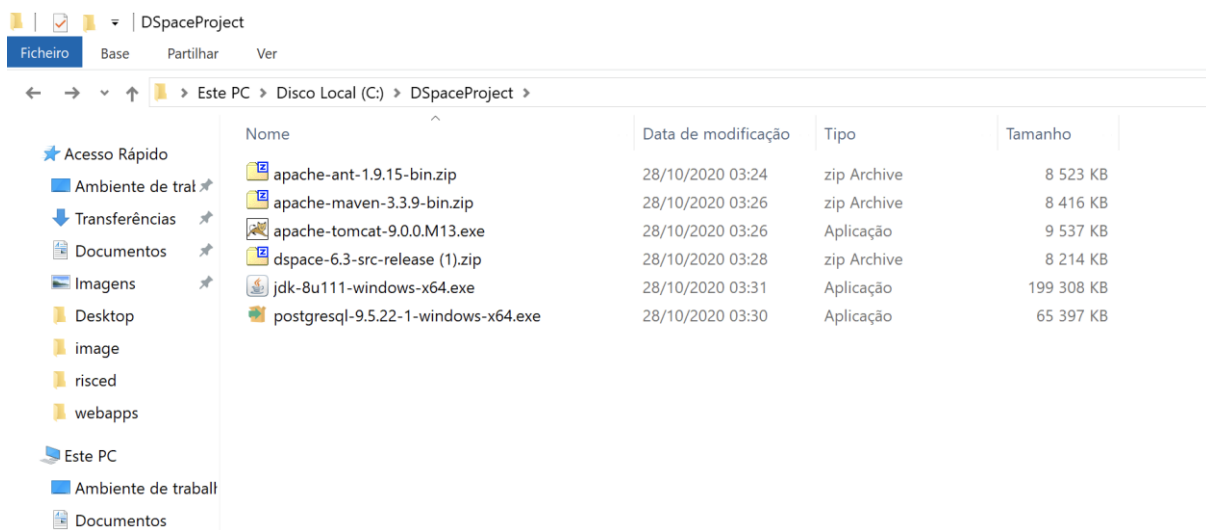 DSpaceProject
Ficheiro Base Partilhar Ver
Este PC > Disco Local (C:) > DSpaceProject >
Nome Data de modificação Tipo Tamanho
Acesso Rápido
Ambiente de trab
Transferências
Documentos
Imagens
Desktop
image
risced
webapps
Este PC
Ambiente de trabalh
Documentos
apache-ant-1.9.15-bin.zip 28/10/2020 03:24 zip Archive 8 523 KB
apache-maven-3.3.9-bin.zip 28/10/2020 03:26 zip Archive 8 416 KB
apache-tomcat-9.0.0.M13.exe 28/10/2020 03:26 Aplicação 9 537 KB
dspace-6.3-src-release (1).zip 28/10/2020 03:28 zip Archive 8 214 KB
jdk-8u111-windows-x64.exe 28/10/2020 03:31 Aplicação 199 308 KB
postgresql-9.5.22-1-windows-x64.exe 28/10/2020 03:30 Aplicação 65 397 KB